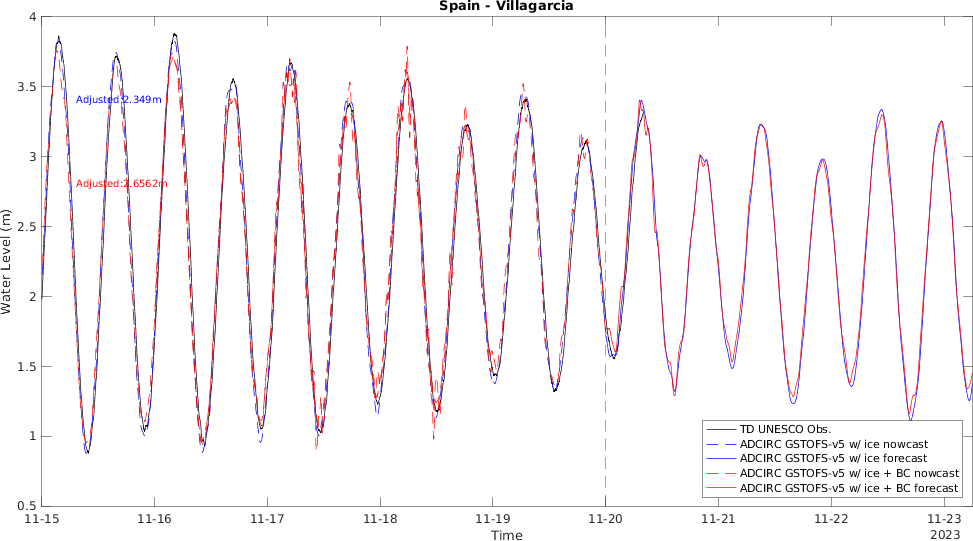 Spain - Villagarcia
4
3.5
3
2.5
2
1.5
1
0.5
Water Level (m)
Adjusted:2.349m
Adjusted:2.6562m
TD UNESCO Obs.
ADCIRC GSTOFS-v5 w/ ice nowcast
ADCIRC GSTOFS-v5 w/ ice forecast
ADCIRC GSTOFS-v5 w/ ice + BC nowcast
ADCIRC GSTOFS-v5 w/ ice + BC forecast
11-15 11-16 11-17 11-18 11-19 11-20 11-21 11-22 11-23
Time
2023